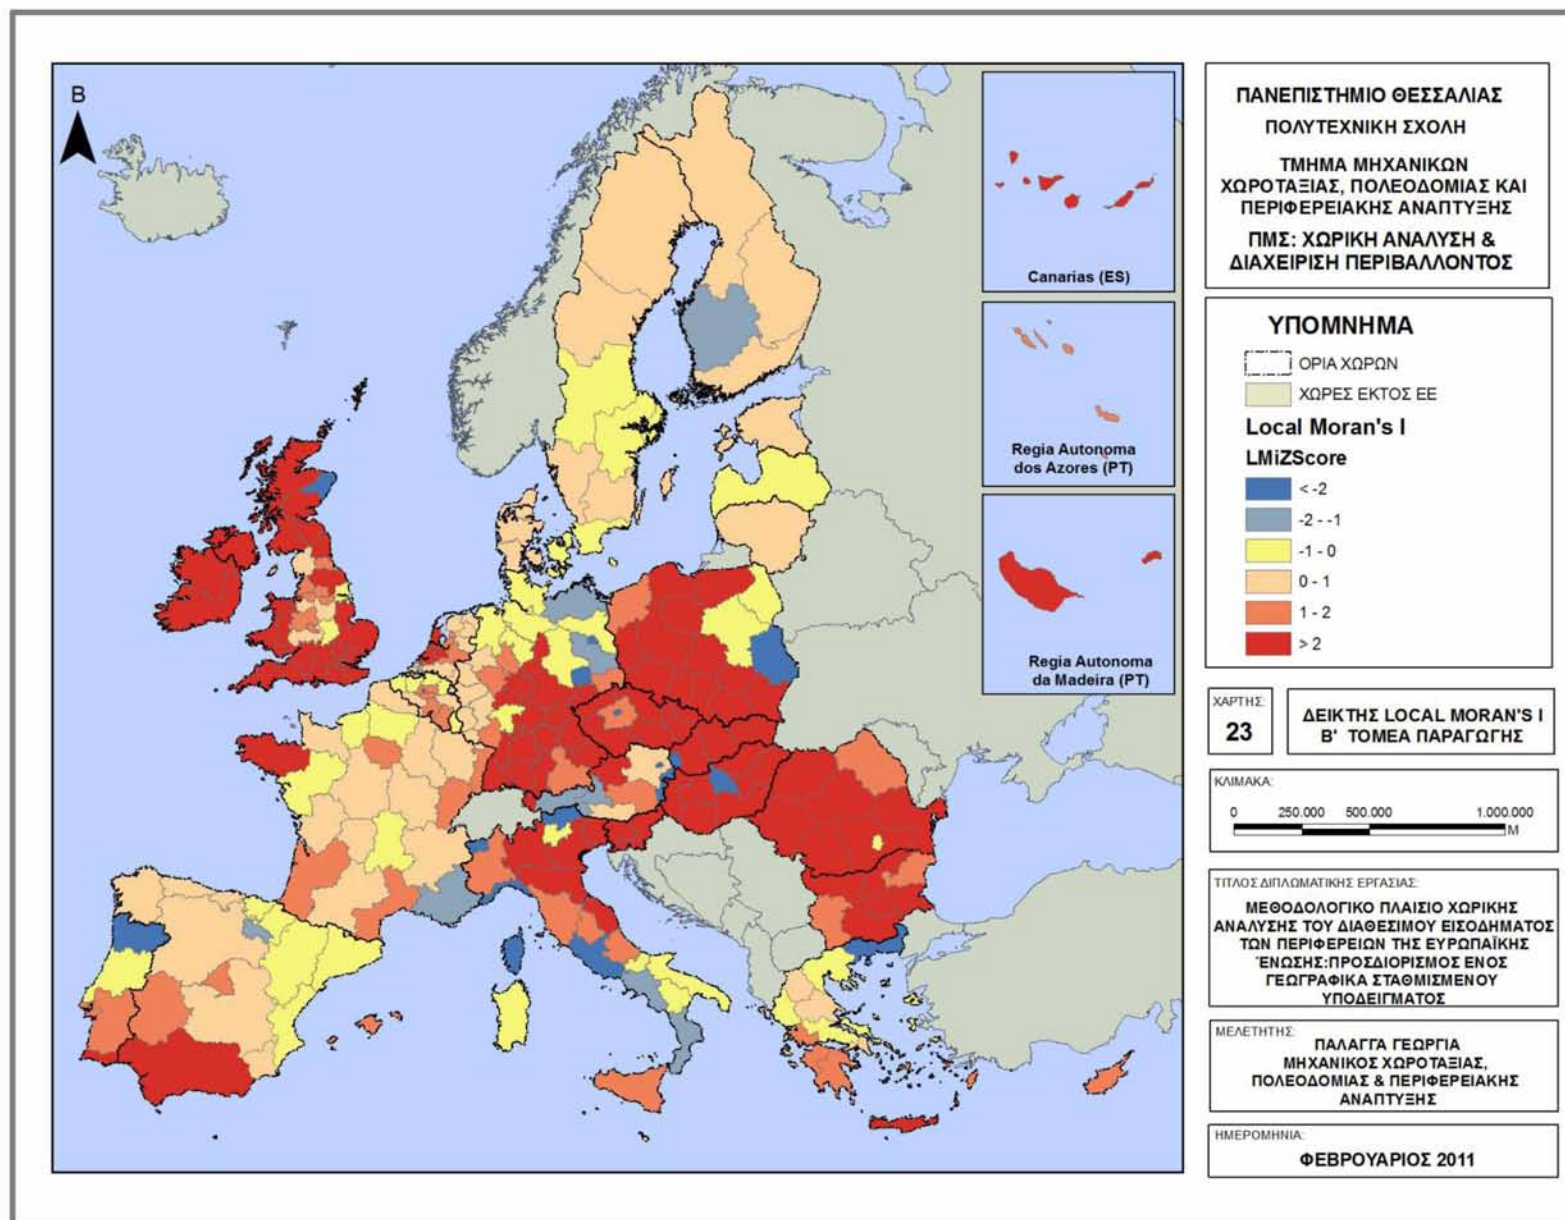 B
Canarias (ES)
Regia Autonoma
dos Azores (PT)
Regia Autonoma
da Madeira (PT)
ΠΑΝΕΠΙΣΤΗΜΙΟ ΘΕΣΣΑΛΙΑΣ
ΠΟΛΥΤΕΧΝΙΚΗ ΣΧΟΛΗ
ΤΜΗΜΑ ΜΗΧΑΝΙΚΩΝ
ΧΩΡΟΤΑΞΙΑΣ, ΠΟΛΕΟΔΟΜΙΑΣ ΚΑΙ
ΠΕΡΙΦΕΡΕΙΑΚΗΣ ΑΝΑΠΤΥΞΗΣ
ΠΜΣ: ΧΩΡΙΚΗ ΑΝΑΛΥΣΗ &
ΔΙΑΧΕΙΡΙΣΗ ΠΕΡΙΒΑΛΛΟΝΤΟΣ
ΥΠΟΜΝΗΜΑ
ΟΡΙΑ ΧΩΡΩΝ
ΧΩΡΕΣ ΕΚΤΟΣ ΕΕ
Local Moran's I
LMiZScore
< -2
-2 - -1
-1 - 0
0 - 1
1 - 2
> 2
ΧΑΡΤΗΣ:
23
ΔΕΙΚΤΗΣ LOCAL MORAN'S I
Β' ΤΟΜΕΑ ΠΑΡΑΓΩΓΗΣ
ΚΛΙΜΑΚΑ:
0 250.000 500.000 1.000.000
M
ΤΙΤΛΟΣ ΔΙΠΛΩΜΑΤΙΚΗΣ ΕΡΓΑΣΙΑΣ:
ΜΕΘΟΔΟΛΟΓΙΚΟ ΠΛΑΙΣΙΟ ΧΩΡΙΚΗΣ
ΑΝΑΛΥΣΗΣ ΤΟΥ ΔΙΑΘΕΣΙΜΟΥ ΕΙΣΟΔΗΜΑΤΟΣ
ΤΩΝ ΠΕΡΙΦΕΡΕΙΩΝ ΤΗΣ ΕΥΡΩΠΑΪΚΗΣ
ΈΝΩΣΗΣ:ΠΡΟΣΔΙΟΡΙΣΜΟΣ ΕΝΟΣ
ΓΕΩΓΡΑΦΙΚΑ ΣΤΑΘΜΙΣΜΕΝΟΥ
ΥΠΟΔΕΙΓΜΑΤΟΣ
ΜΕΛΕΤΗΤΗΣ:
ΠΑΛΑΓΓΑ ΓΕΩΡΓΙΑ
ΜΗΧΑΝΙΚΟΣ ΧΩΡΟΤΑΞΙΑΣ,
ΠΟΛΕΟΔΟΜΙΑΣ & ΠΕΡΙΦΕΡΕΙΑΚΗΣ
ΑΝΑΠΤΥΞΗΣ
ΗΜΕΡΟΜΗΝΙΑ:
ΦΕΒΡΟΥΑΡΙΟΣ 2011